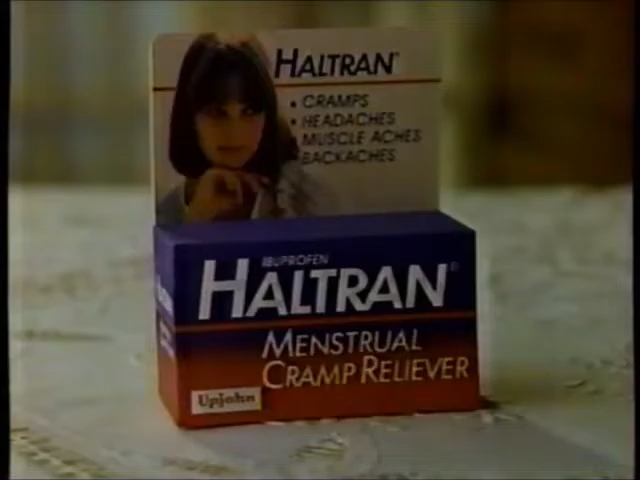 HALTRAN®
• CRAMPS
• HEADACHES
• MUSCLE ACHES
• BACKACHES
IBUPROFEN
HALTRAN®
MENSTRUAL
CRAMP RELIEVER
Upjohn